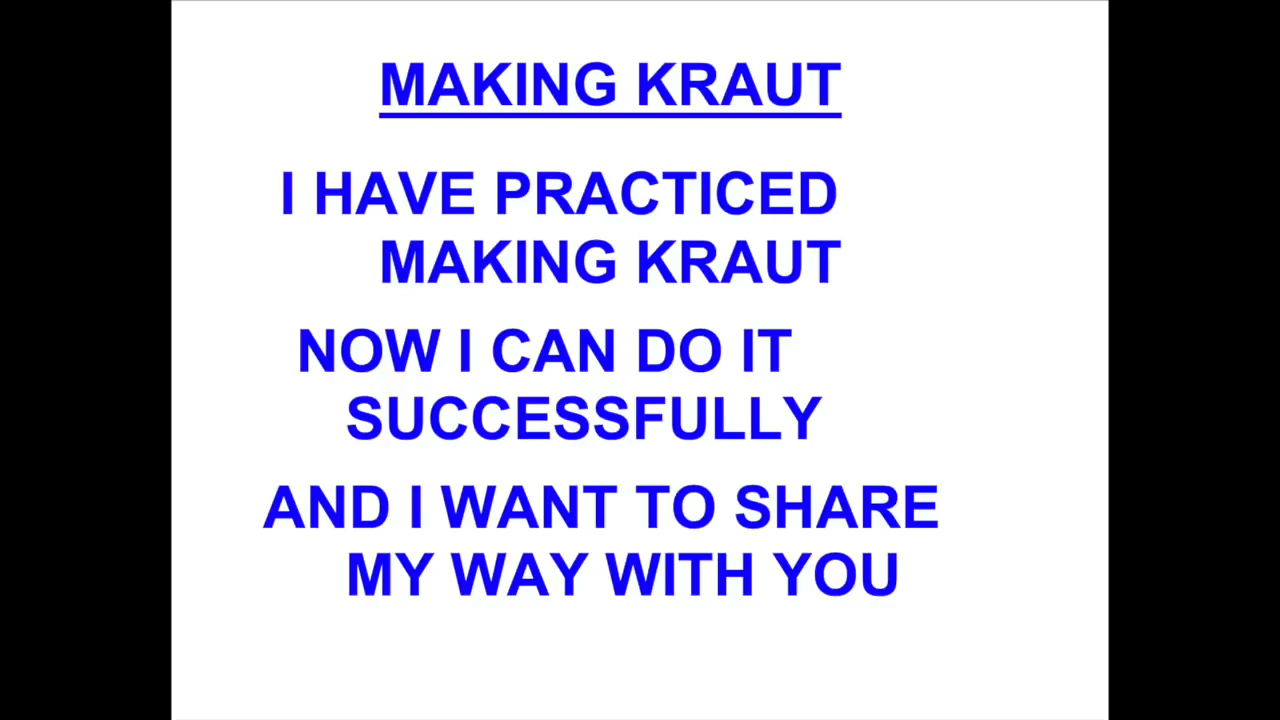 MAKING KRAUT
I HAVE PRACTICED
MAKING KRAUT
NOW I CAN DO IT
SUCCESSFULLY
AND I WANT TO SHARE
MY WAY WITH YOU